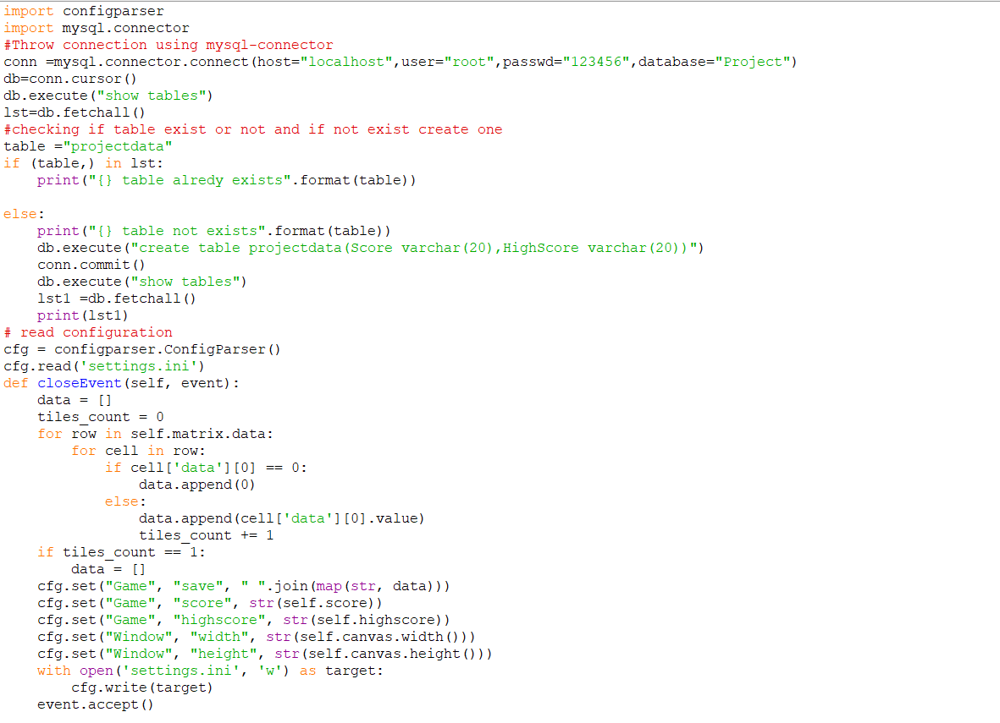 import configparser
import mysql.connector
#Throw connection using mysql-connector
conn =mysql.connector.connect(host="localhost",user="root",passwd="123456",database="Project")
db=conn.cursor()
db.execute("show tables")
lst=db.fetchall()
#checking if table exist or not and if not exist create one
table ="projectdata"
if (table,) in lst:
    print("{} table alredy exists".format(table))

else:
    print("{} table not exists".format(table))
    db.execute("create table projectdata(Score varchar(20),HighScore varchar(20))")
    conn.commit()
    db.execute("show tables")
    lst1 =db.fetchall()
    print(lst1)
# read configuration
cfg = configparser.ConfigParser()
cfg.read('settings.ini')
def closeEvent(self, event):
    data = []
    tiles_count = 0
    for row in self.matrix.data:
        for cell in row:
            if cell['data'][0] == 0:
                data.append(0)
            else:
                data.append(cell['data'][0].value)
                tiles_count += 1
    if tiles_count == 1:
        data = []
    cfg.set("Game", "save", " ".join(map(str, data)))
    cfg.set("Game", "score", str(self.score))
    cfg.set("Game", "highscore", str(self.highscore))
    cfg.set("Window", "width", str(self.canvas.width()))
    cfg.set("Window", "height", str(self.canvas.height()))
    with open('settings.ini', 'w') as target:
        cfg.write(target)
    event.accept()